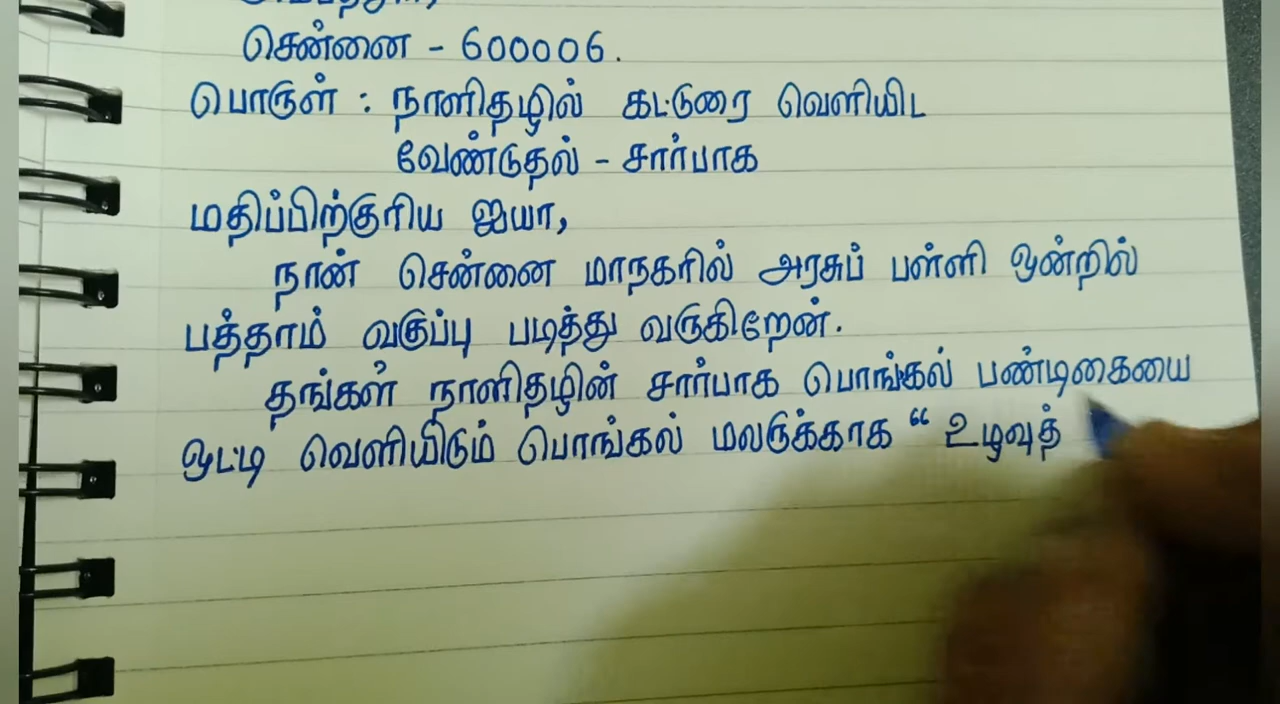 சென்னை - 600006.
பொருள் : நாளிதழில் கட்டுரை வெளியிட
வேண்டுதல் - சார்பாக
மதிப்பிற்குரிய ஐயா,
நான் சென்னை மாநகரில் அரசுப் பள்ளி ஒன்றில்
பத்தாம் வகுப்பு படித்து வருகிறேன்.
தங்கள் நாளிதழின் சார்பாக பொங்கல் பண்டிகையை
ஒட்டி வெளியிடும் பொங்கல் மலடுக்காக “ உழவுத்